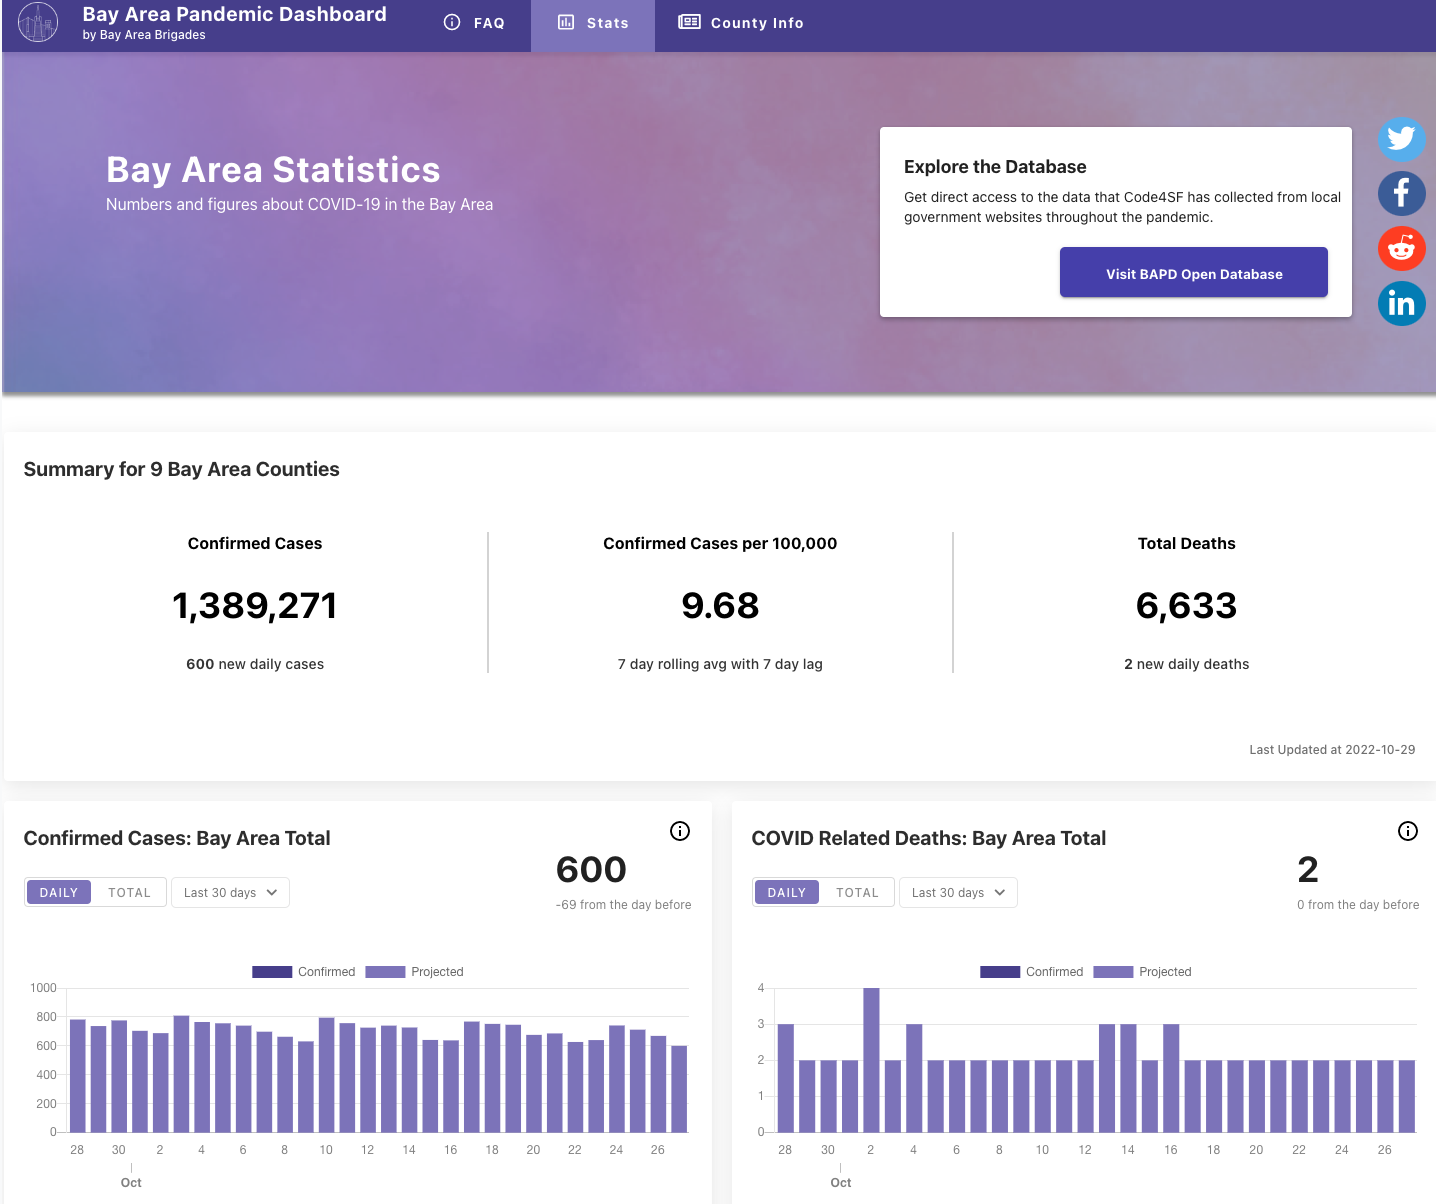 Bay Area Pandemic Dashboard
by Bay Area Brigades
FAQ
Stats
County Info
Bay Area Statistics
Numbers and figures about COVID-19 in the Bay Area
Explore the Database
Get direct access to the data that Code4SF has collected from local
government websites throughout the pandemic.
Visit BAPD Open Database
Summary for 9 Bay Area Counties
Confirmed Cases
1,389,271
600 new daily cases
Confirmed Cases per 100,000
9.68
7 day rolling avg with 7 day lag
Total Deaths
6,633
2 new daily deaths
Last Updated at 2022-10-29
Confirmed Cases: Bay Area Total
600
-69 from the day before
DAILY TOTAL Last 30 days
Confirmed Projected
1000
800
600
400
200
0
28 30 2 4 6 8 10 12 14 16 18 20 22 24 26
Oct
COVID Related Deaths: Bay Area Total
2
0 from the day before
DAILY TOTAL Last 30 days
Confirmed Projected
4
3
2
1
0
28 30 2 4 6 8 10 12 14 16 18 20 22 24 26
Oct